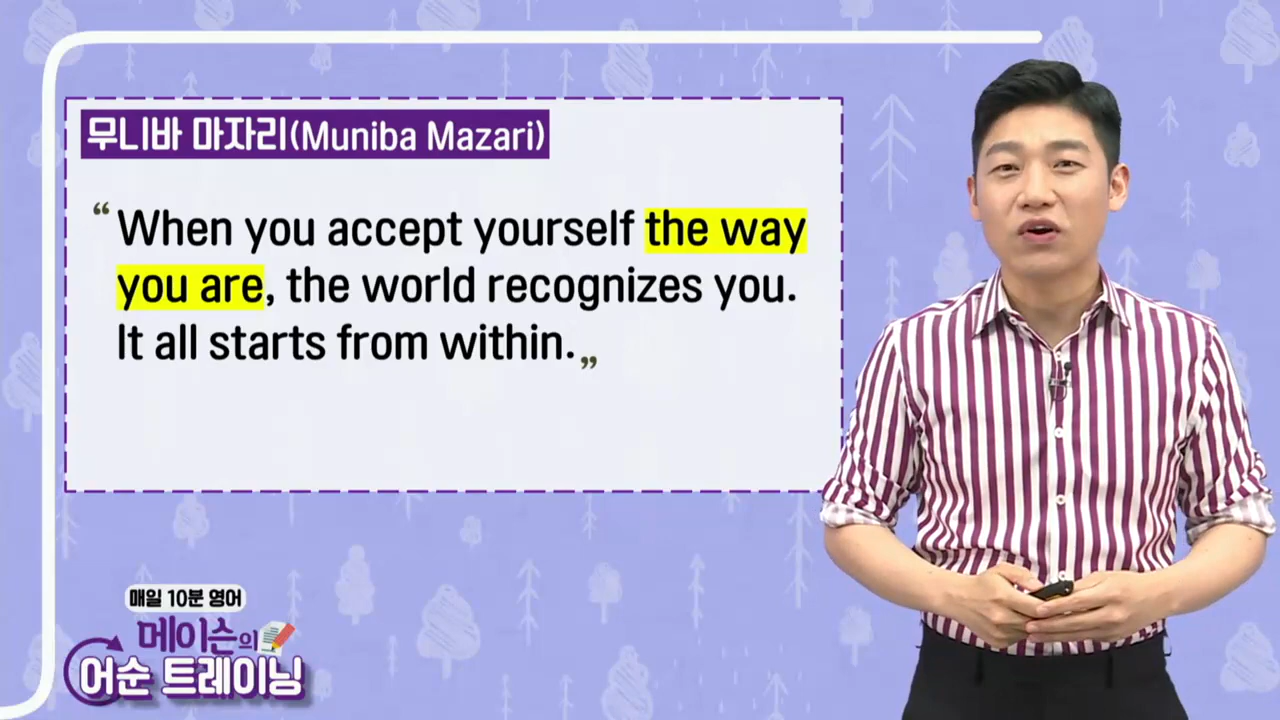 무니바 마자리(Muniba Mazari)
“When you accept yourself the way
you are, the world recognizes you.
It all starts from within.”
매일 10분 영어
메이슨의
어순 트레이닝